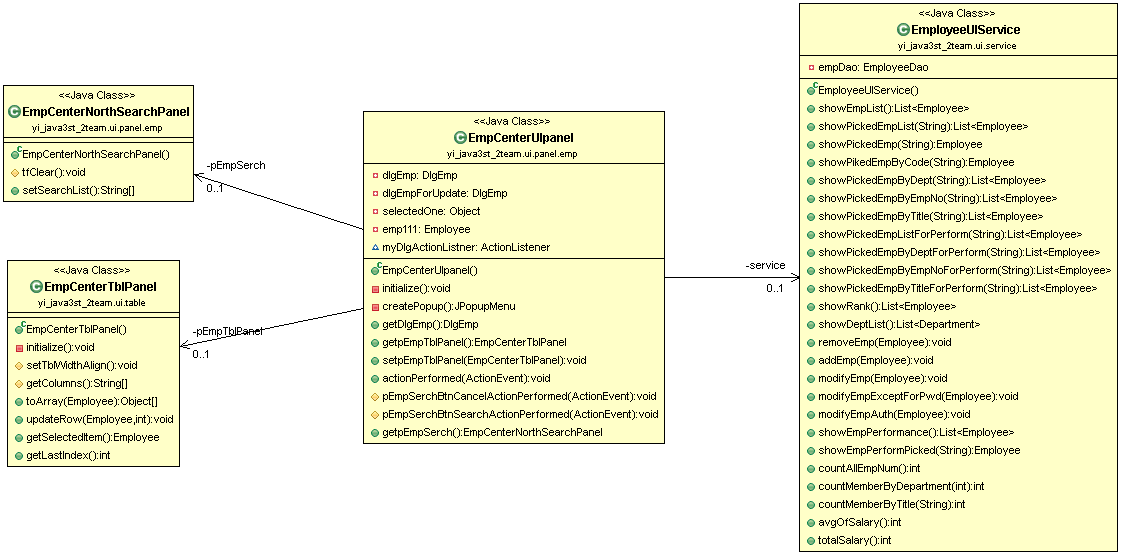 <<Java Class>>
EmpCenterNorthSearchPanel
yi_java3st_2team.ui.panel.emp
EmpCenterNorthSearchPanel()
tfClear():void
setSearchList():String[]
<<Java Class>>
EmpCenterTblPanel
yi_java3st_2team.ui.table
EmpCenterTblPanel()
initialize():void
setTblWidthAlign():void
getColumns():String[]
toArray(Employee):Object[]
updateRow(Employee,int):void
getSelectedItem():Employee
getLastIndex():int
-pEmpSerch
0..1
-pEmpTblPanel
0..1
<<Java Class>>
EmpCenterUIpanel
yi_java3st_2team.ui.panel.emp
dlgEmp: DlgEmp
dlgEmpForUpdate: DlgEmp
selectedOne: Object
emp111: Employee
myDlgActionListner: ActionListener
EmpCenterUIpanel()
initialize():void
createPopup():JPopupMenu
getDlgEmp():DlgEmp
getpEmpTblPanel():EmpCenterTblPanel
setpEmpTblPanel(EmpCenterTblPanel):void
actionPerformed(ActionEvent):void
pEmpSerchBtnCancelActionPerformed(ActionEvent):void
pEmpSerchBtnSearchActionPerformed(ActionEvent):void
getpEmpSerch():EmpCenterNorthSearchPanel
-service
0..1
<<Java Class>>
EmployeeUIService
yi_java3st_2team.ui.service
empDao: EmployeeDao
EmployeeUIService()
showEmpList():List<Employee>
showPickedEmpList(String):List<Employee>
showPickedEmp(String):Employee
showPikedEmpByCode(String):Employee
showPickedEmpByDept(String):List<Employee>
showPickedEmpByEmpNo(String):List<Employee>
showPickedEmpByTitle(String):List<Employee>
showPickedEmpListForPerform(String):List<Employee>
showPickedEmpByDeptForPerform(String):List<Employee>
showPickedEmpByEmpNoForPerform(String):List<Employee>
showPickedEmpByTitleForPerform(String):List<Employee>
showRank():List<Employee>
showDeptList():List<Department>
removeEmp(Employee):void
addEmp(Employee):void
modifyEmp(Employee):void
modifyEmpExceptForPwd(Employee):void
modifyEmpAuth(Employee):void
showEmpPerformance():List<Employee>
showEmpPerformPicked(String):Employee
countAllEmpNum():int
countMemberByDepartment(int):int
countMemberByTitle(String):int
avgOfSalary():int
totalSalary():int